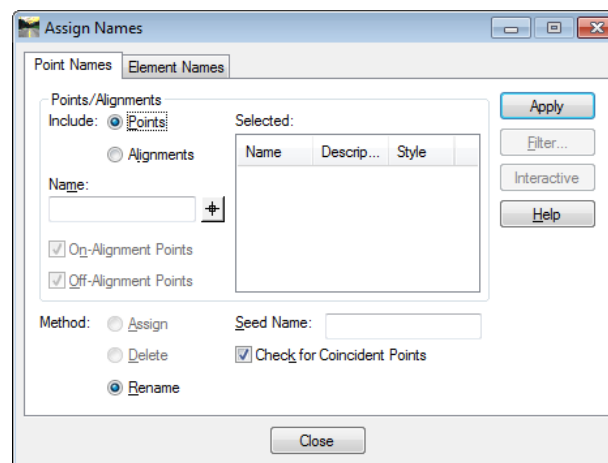 Assign Names
Point Names Element Names
Points/Alignments
Include: Points
Alignments
Name:
On-Alignment Points
Off-Alignment Points
Selected:
Name Descrip... Style
Apply
Filter...
Interactive
Help
Method: Assign
Delete
Rename
Seed Name:
Check for Coincident Points
Close